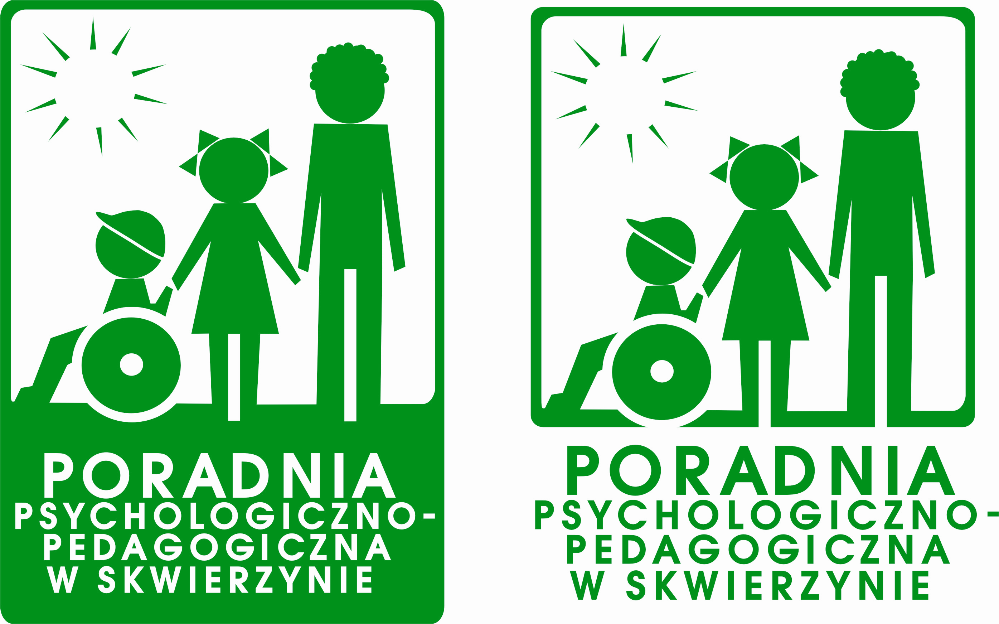 PORADNIA
PSYCHOLOGICZNO-
PEDAGOGICZNA
W SKWIERZYNIE
PORADNIA
PSYCHOLOGICZNO-
PEDAGOGICZNA
W SKWIERZYNIE